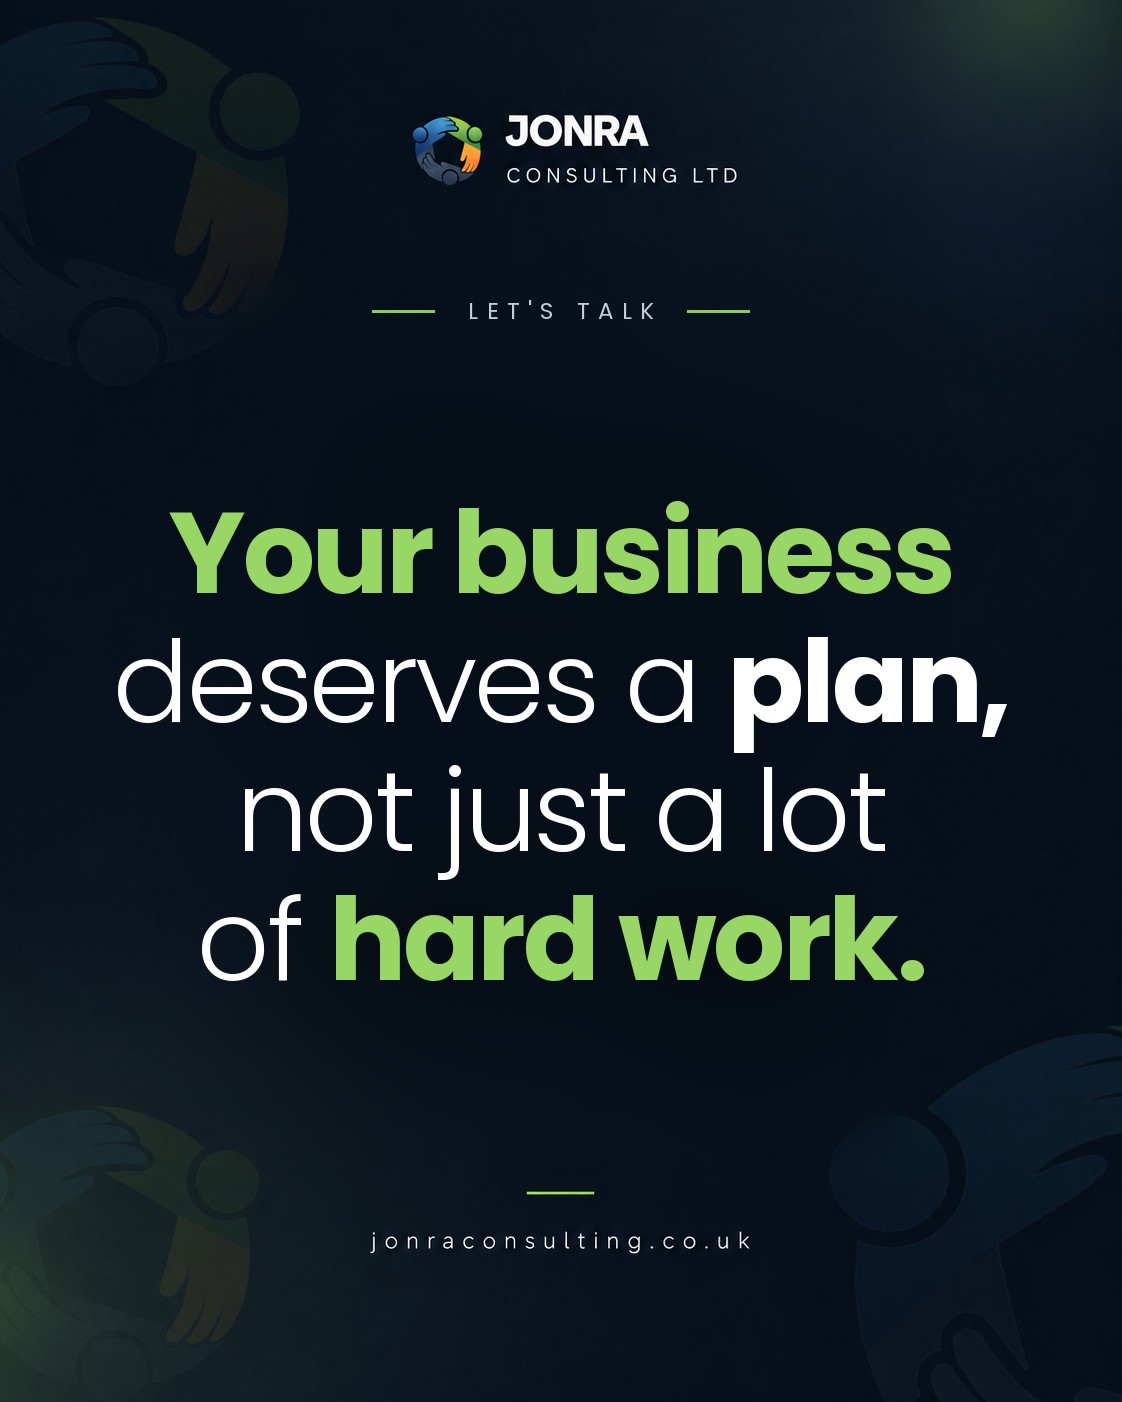 JONRA
CONSULTING LTD
LET'S TALK
Your business
deserves a plan,
not just a lot
of hard work.
jonraconsulting.co.uk